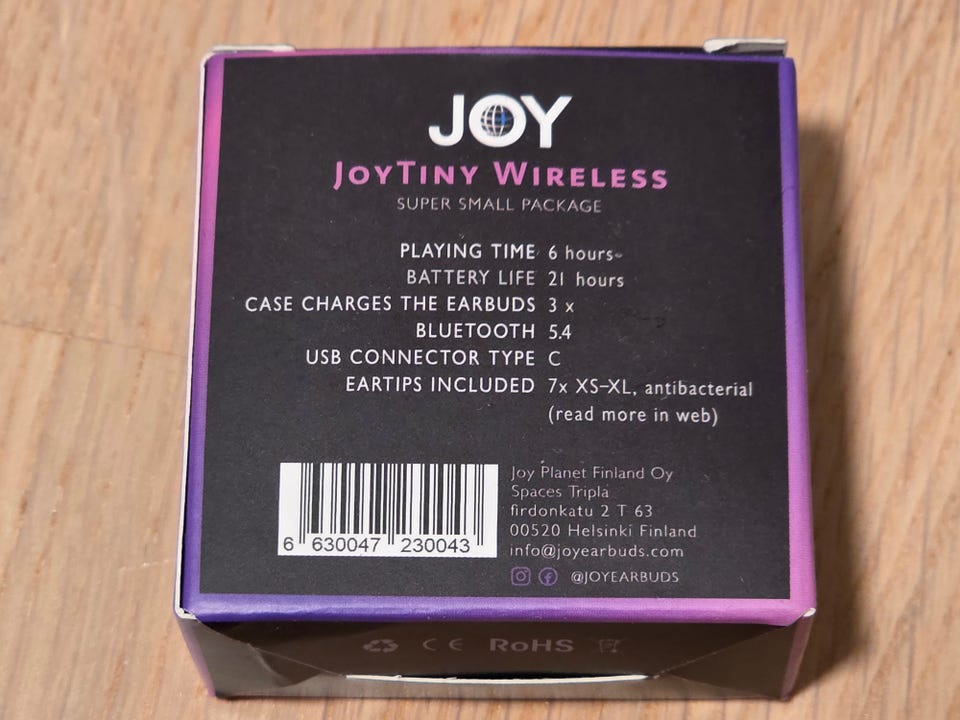 JOY
JOYTINY WIRELESS
SUPER SMALL PACKAGE
PLAYING TIME 6 hours
BATTERY LIFE 21 hours
CASE CHARGES THE EARBUDS 3 x
BLUETOOTH 5.4
USB CONNECTOR TYPE C
EARTIPS INCLUDED 7x XS-XL, antibacterial
(read more in web)
6 630047 230043
Joy Planet Finland Oy
Spaces Tripla
firdonkatu 2 T 63
00520 Helsinki Finland
info@joyearbuds.com
@JOYEARBUDS
CE RoHS